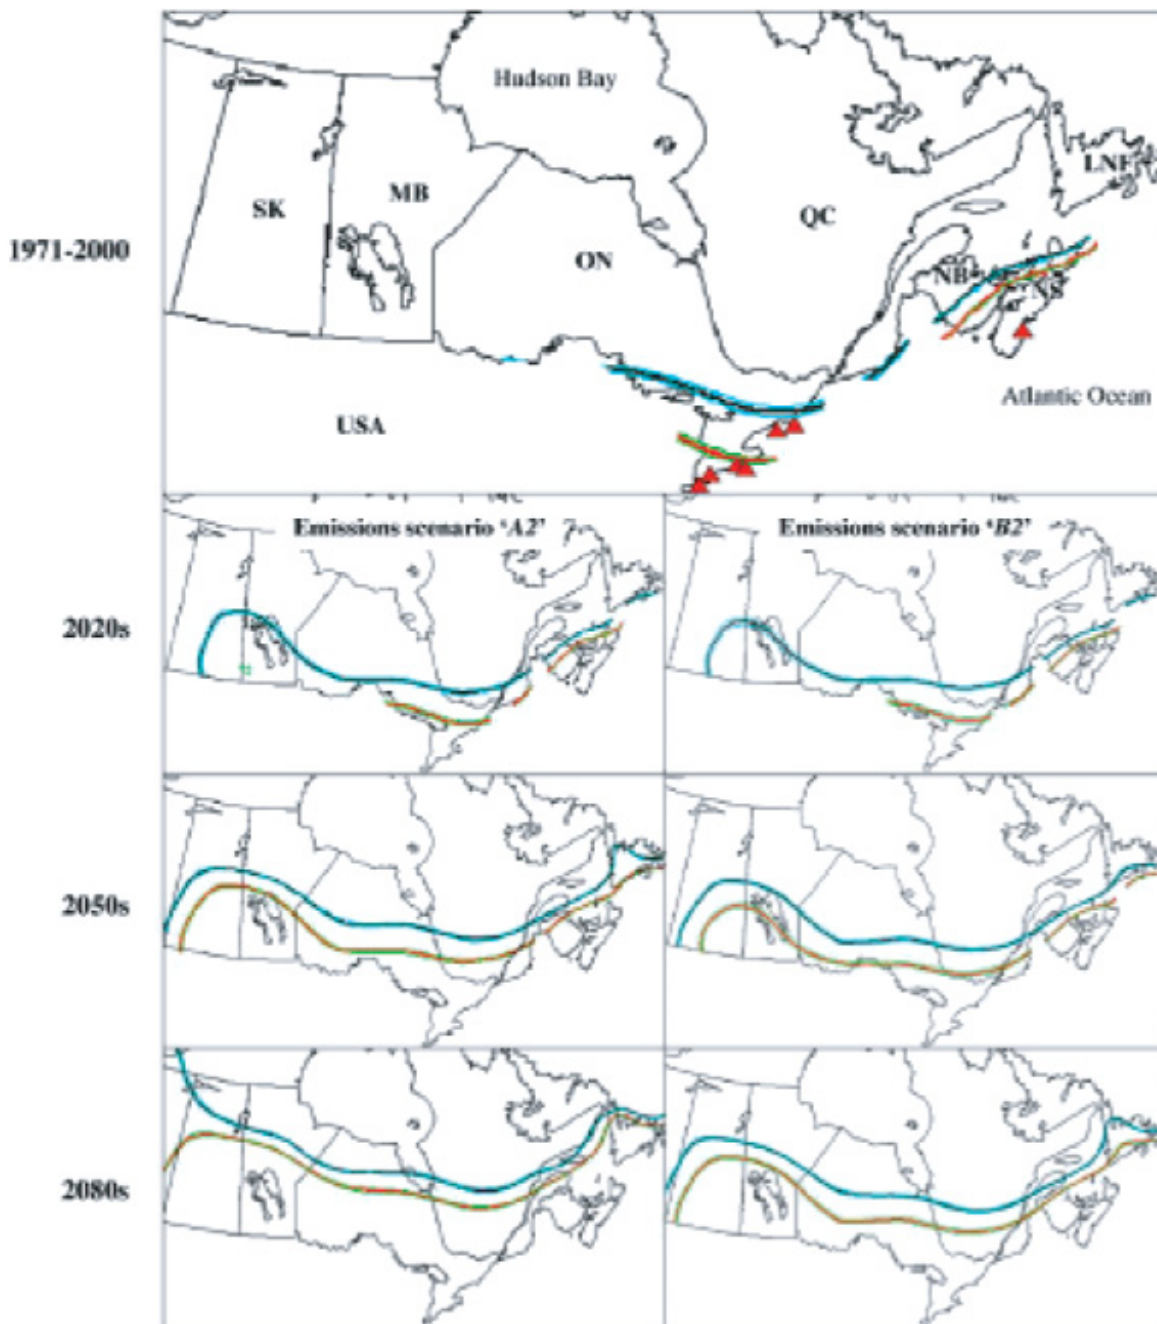 Hudson Bay
LNF
MB
SK
QC
1971-2000
ON
NB
NS
Atlantic Ocean
USA
Emissions scenario ‘A2’
Emissions scenario ‘B2’
2020s
2050s
2080s